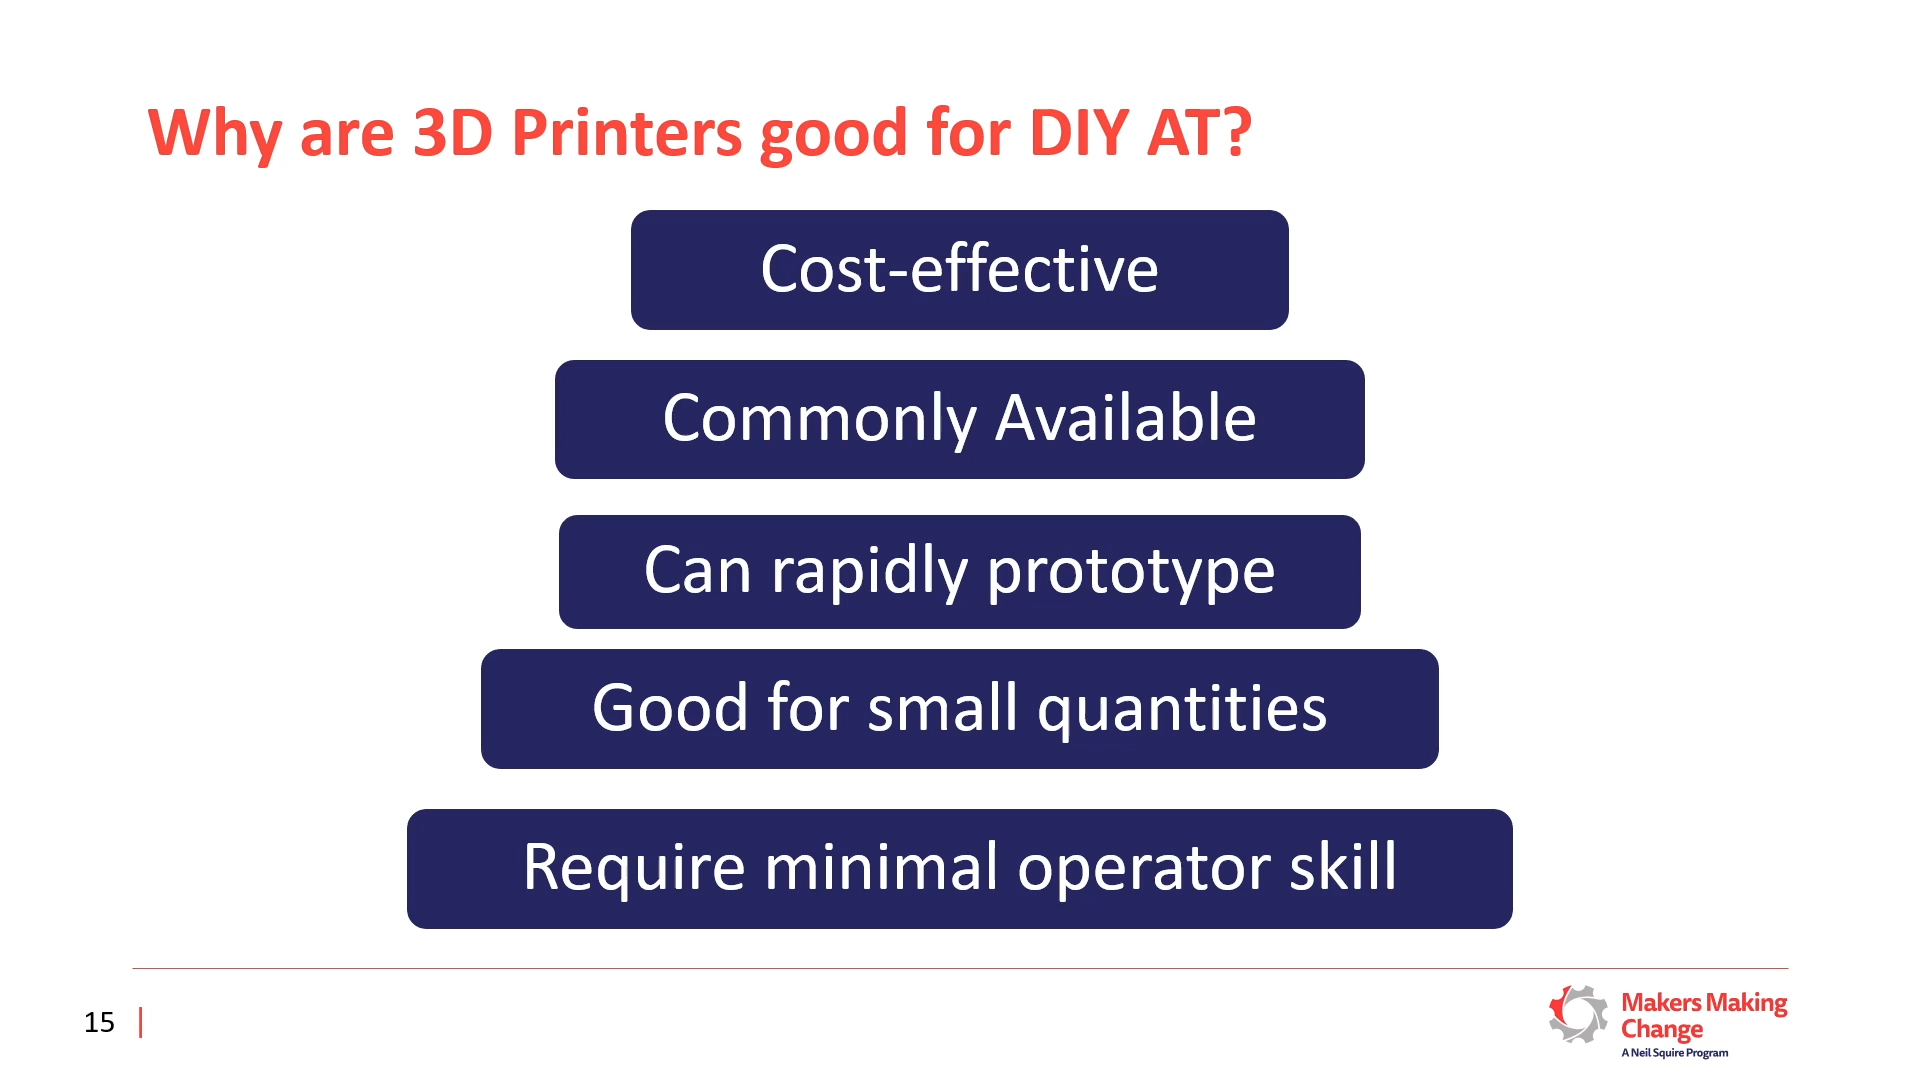 Why are 3D Printers good for DIY AT?
Cost-effective
Commonly Available
Can rapidly prototype
Good for small quantities
Require minimal operator skill
15
Makers Making
Change
A Neil Squire Program